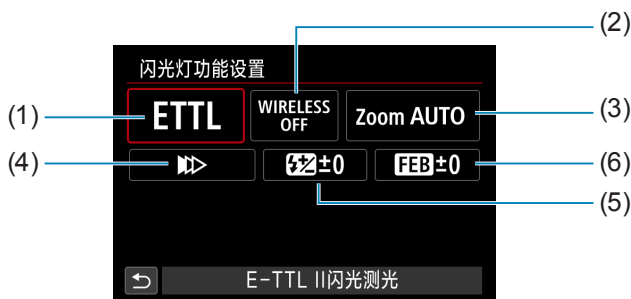 (2)
闪光灯功能设置
(1) ETTL WIRELESS OFF Zoom AUTO (3)
(4) ±0 FEB±0 (6)
(5)
E-TTL II闪光测光